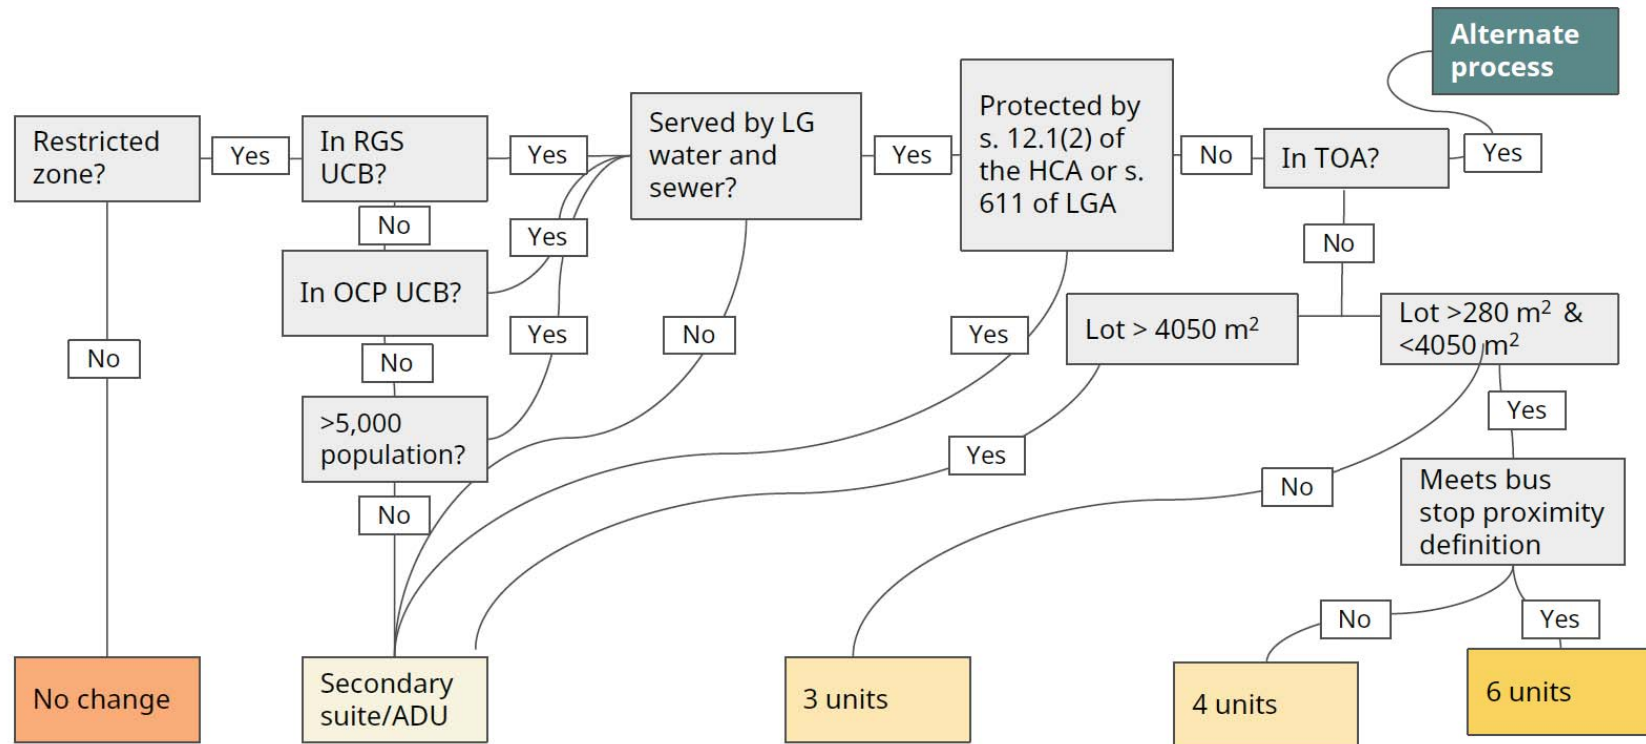 Alternate
process
Restricted
zone?
Yes
In RGS
UCB?
Yes
Served by LG
water and
sewer?
Yes
Protected by
s. 12.1(2) of
the HCA or s.
611 of LGA
No
In TOA?
Yes
No
Yes
No
In OCP UCB?
Lot > 4050 m²
Lot >280 m² &
<4050 m²
No
No
Yes
No
Yes
>5,000
population?
Yes
Yes
No
No
Meets bus
stop proximity
definition
No
Yes
No change
Secondary
suite/ADU
3 units
4 units
6 units